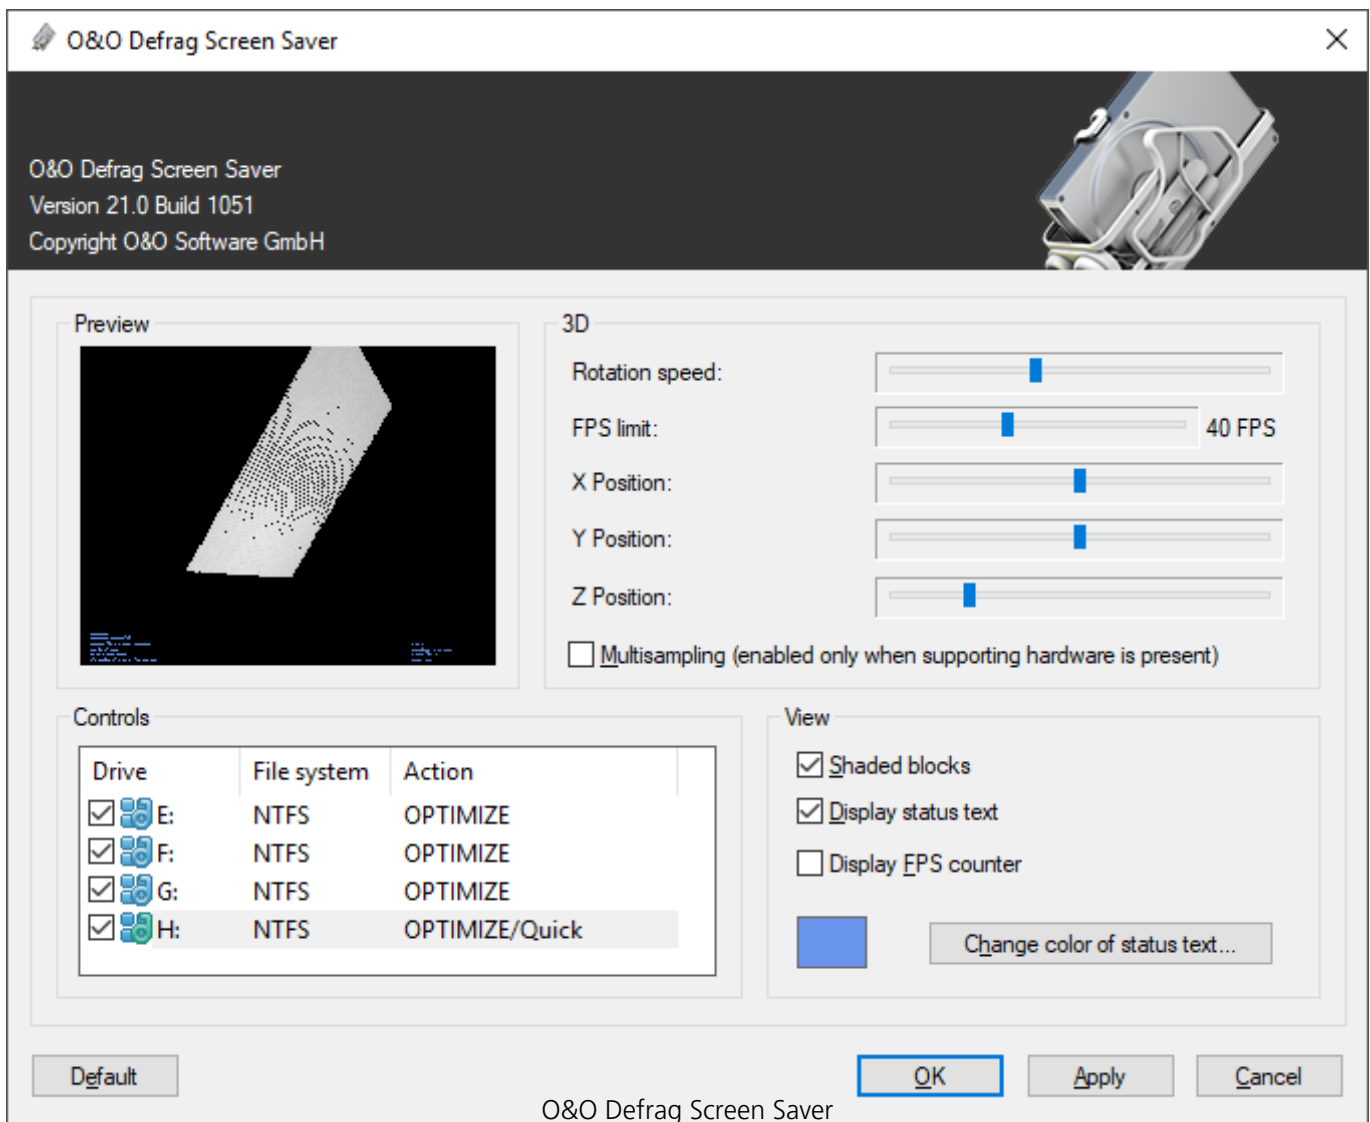 O&O Defrag Screen Saver
O&O Defrag Screen Saver
Version 21.0 Build 1051
Copyright O&O Software GmbH
Preview
3D
Rotation speed:
FPS limit:
40 FPS
X Position:
Y Position:
Z Position:
Multisampling (enabled only when supporting hardware is present)
Controls
Drive File system Action
E: NTFS OPTIMIZE
F: NTFS OPTIMIZE
G: NTFS OPTIMIZE
H: NTFS OPTIMIZE/Quick
View
Shaded blocks
Display status text
Display FPS counter
Change color of status text...
Default
OK
Apply
Cancel
O&O Defrag Screen Saver